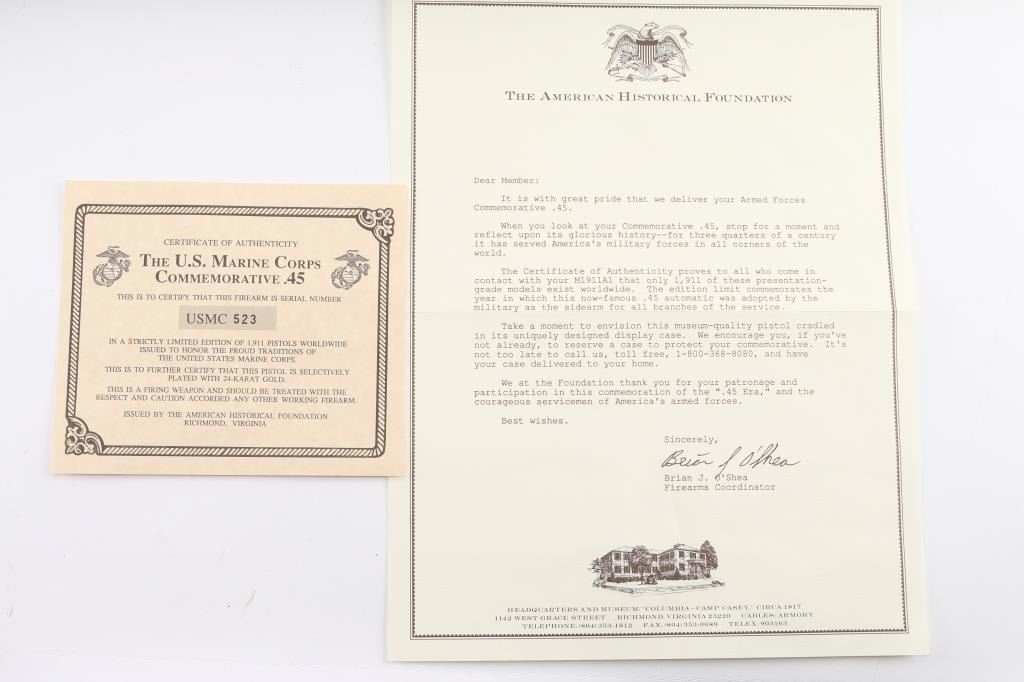 CERTIFICATE OF AUTHENTICITY
THE U.S. MARINE CORPS
COMMEMORATIVE .45
THIS IS TO CERTIFY THAT THIS FIREARM IS SERIAL NUMBER
USMC 523
IN A STRICTLY LIMITED EDITION OF 1,911 PISTOLS WORLDWIDE
ISSUED TO HONOR THE PROUD TRADITIONS OF
THE UNITED STATES MARINE CORPS.
THIS IS TO FURTHER CERTIFY THAT THIS PISTOL IS SELECTIVELY
PLATED WITH 24-KARAT GOLD.
THIS IS A FIRING WEAPON AND SHOULD BE TREATED WITH THE
RESPECT AND CAUTION ACCORDED ANY OTHER WORKING FIREARM.
ISSUED BY THE AMERICAN HISTORICAL FOUNDATION
RICHMOND, VIRGINIA
THE AMERICAN HISTORICAL FOUNDATION
Dear Member:
It is with great pride that we deliver your Armed Forces
Commemorative .45.
When you look at your Commemorative .45, stop for a moment and
reflect upon its glorious history--for three quarters of a century
it has served America's military forces in all corners of the
world.
The Certificate of Authenticity proves to all who come in
contact with your M1911A1 that only 1,911 of these presentation-
grade models exist worldwide. The edition limit commemorates the
year in which this now-famous .45 automatic was adopted by the
military as the sidearm for all branches of the service.
Take a moment to envision this museum-quality pistol cradled
in its uniquely designed display case. We encourage you, if you've
not already, to reserve a case to protect your commemorative. It's
not too late to call us, toll free, 1-800-368-8080, and have
your case delivered to your home.
We at the Foundation thank you for your patronage and
participation in this commemoration of the ".45 Era," and the
courageous servicemen of America's armed forces.
Best wishes.
Sincerely,
Brian J O'Shea
Brian J. O'Shea
Firearms Coordinator
HEADQUARTERS AND MUSEUM, "COLUMBIA-CAMP CASEY," CIRCA 1817
1142 WEST GRACE STREET RICHMOND, VIRGINIA 23220 CABLES: ARMORY
TELEPHONE: (804) 353-1812 FAX: (804) 353-0689 TELEX: 903163